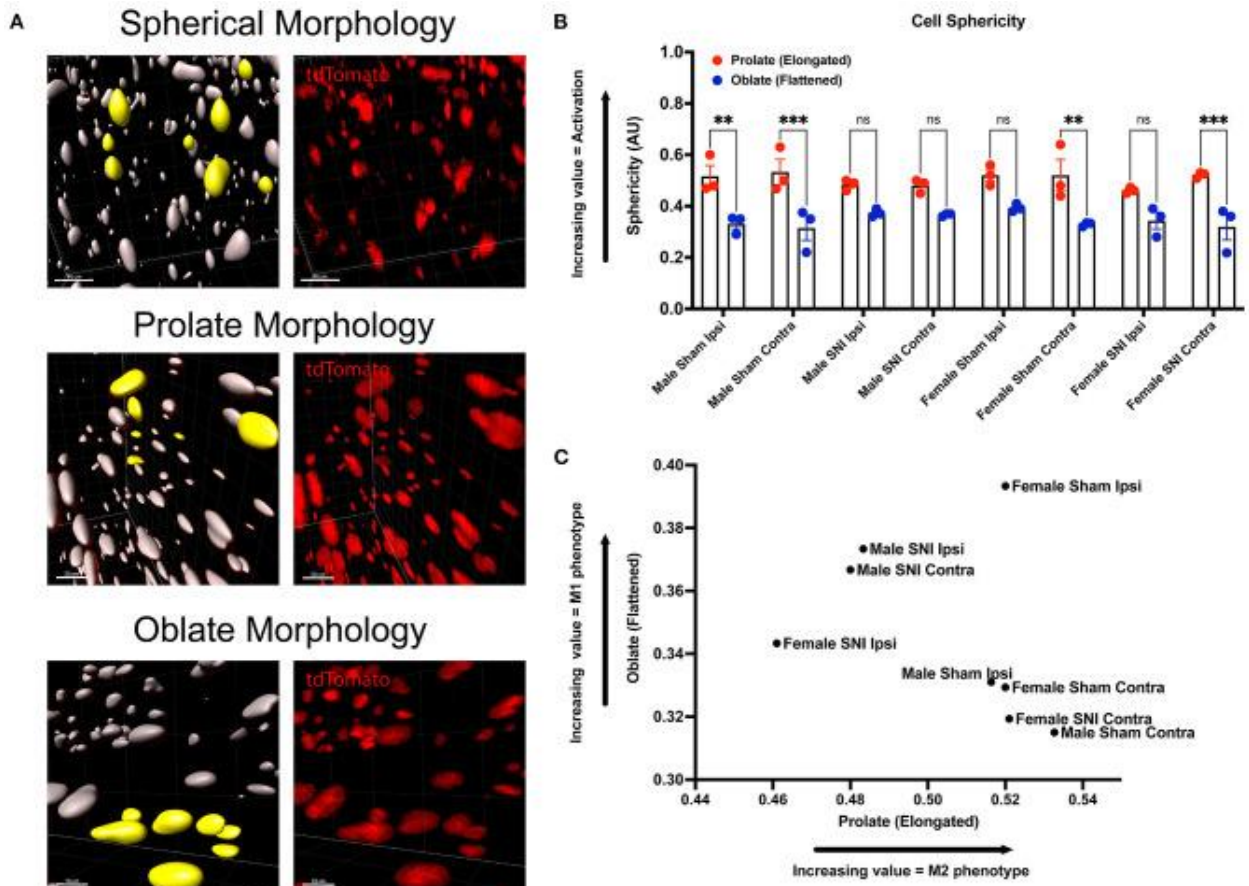 A
Spherical Morphology
tdTomato
Prolate Morphology
tdTomato
Oblate Morphology
tdTomato
B
Cell Sphericity
Increasing value = Activation
Sphericity (AU)
1.0
0.8
0.6
0.4
0.2
0.0
Prolate (Elongated)
Oblate (Flattened)
** *** ns ns ns ** ns ***
Male Sham Ipsi
Male Sham Contra
Male SNI Ipsi
Male SNI Contra
Female Sham Ipsi
Female Sham Contra
Female SNI Ipsi
Female SNI Contra
C
Increasing value = M1 phenotype
Oblate (Flattened)
0.40
0.38
0.36
0.34
0.32
0.30
Female Sham Ipsi
Male SNI Ipsi
Male SNI Contra
Female SNI Ipsi
Male Sham Ipsi
Female Sham Contra
Female SNI Contra
Male Sham Contra
0.44 0.46 0.48 0.50 0.52 0.54
Prolate (Elongated)
Increasing value = M2 phenotype